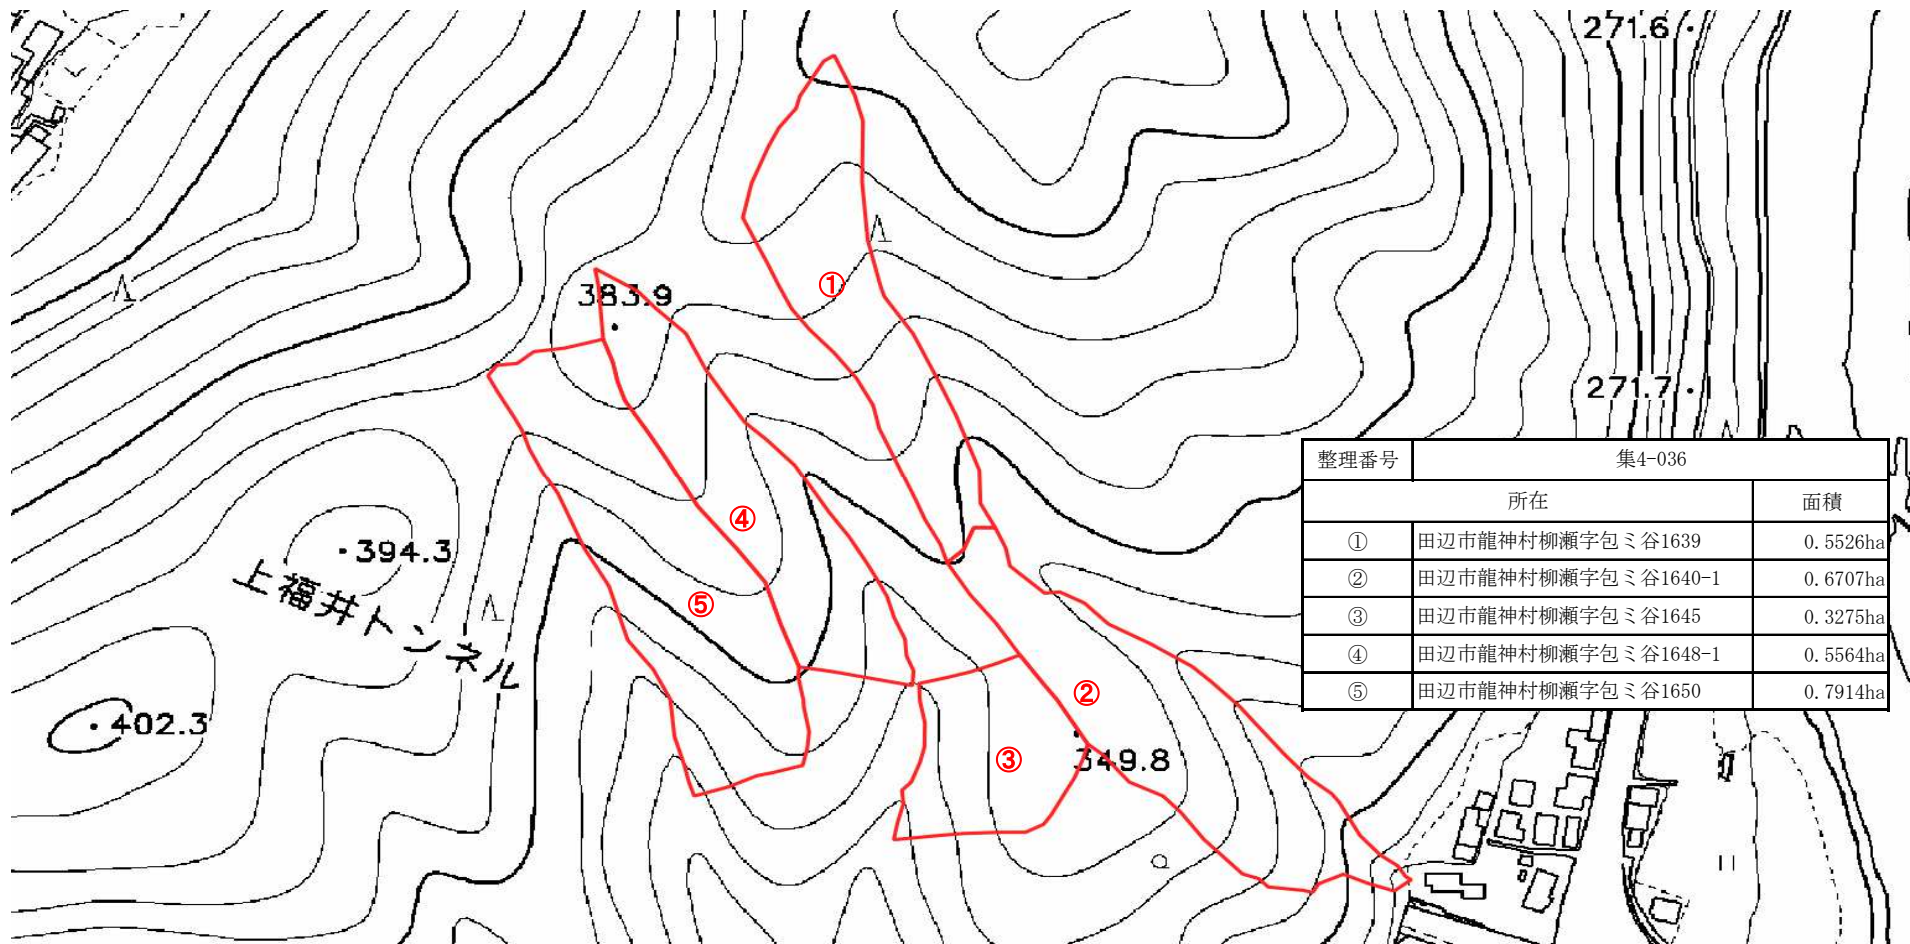 271.6
①
383.9
271.7
整理番号 集4-036
所在 面積
① 田辺市龍神村柳瀬字包ミ谷1639 0.5526ha
② 田辺市龍神村柳瀬字包ミ谷1640-1 0.6707ha
③ 田辺市龍神村柳瀬字包ミ谷1645 0.3275ha
④ 田辺市龍神村柳瀬字包ミ谷1648-1 0.5564ha
⑤ 田辺市龍神村柳瀬字包ミ谷1650 0.7914ha
④
394.3
上福井トンネル
⑤
②
402.3
③
349.8